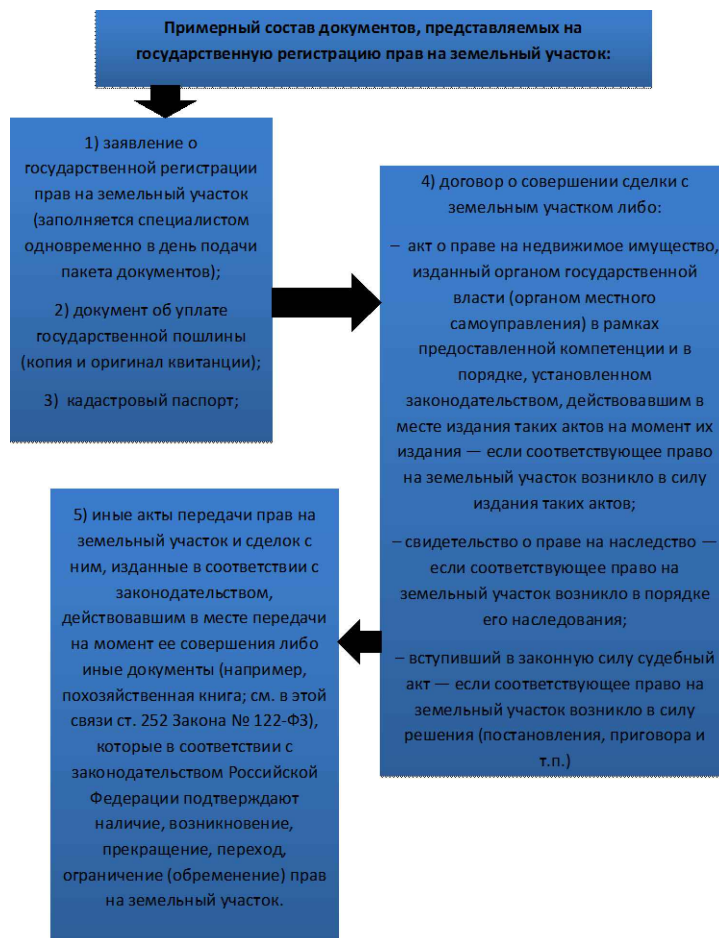 Примерный состав документов, представляемых на
государственную регистрацию прав на земельный участок:
1) заявление о
государственной регистрации
прав на земельный участок
(заполняется специалистом
одновременно в день подачи
пакета документов);
2) документ об уплате
государственной пошлины
(копия и оригинал квитанции);
3) кадастровый паспорт;
4) договор о совершении сделки с
земельным участком либо:
– акт о праве на недвижимое имущество,
изданный органом государственной
власти (органом местного
самоуправления) в рамках
предоставленной компетенции и в
порядке, установленном
законодательством, действовавшим в
месте издания таких актов на момент их
издания — если соответствующее право
на земельный участок возникло в силу
издания таких актов;
– свидетельство о праве на наследство —
если соответствующее право на
земельный участок возникло в порядке
его наследования;
– вступивший в законную силу судебный
акт — если соответствующее право на
земельный участок возникло в силу
решения (постановления, приговора и
т.п.)
5) иные акты передачи прав на
земельный участок и сделок с
ним, изданные в соответствии с
законодательством,
действовавшим в месте передачи
на момент ее совершения либо
иные документы (например,
похозяйственная книга; см. в этой
связи ст. 252 Закона № 122-ФЗ),
которые в соответствии с
законодательством Российской
Федерации подтверждают
наличие, возникновение,
прекращение, переход,
ограничение (обременение) прав
на земельный участок.